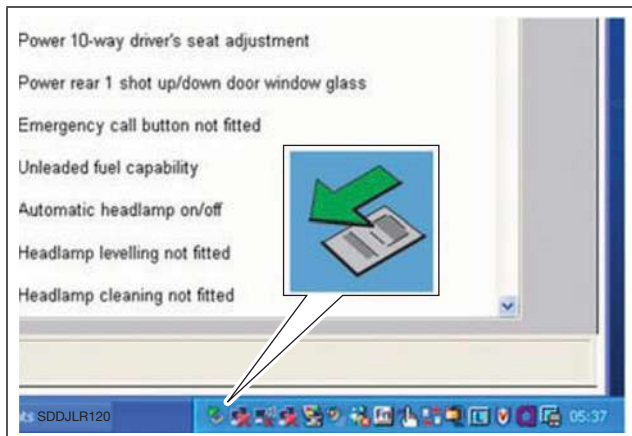 Power 10-way driver's seat adjustment
Power rear 1 shot up/down door window glass
Emergency call button not fitted
Unleaded fuel capability
Automatic headlamp on/off
Headlamp levelling not fitted
Headlamp cleaning not fitted
SDDJLR120 Fn L 05:37